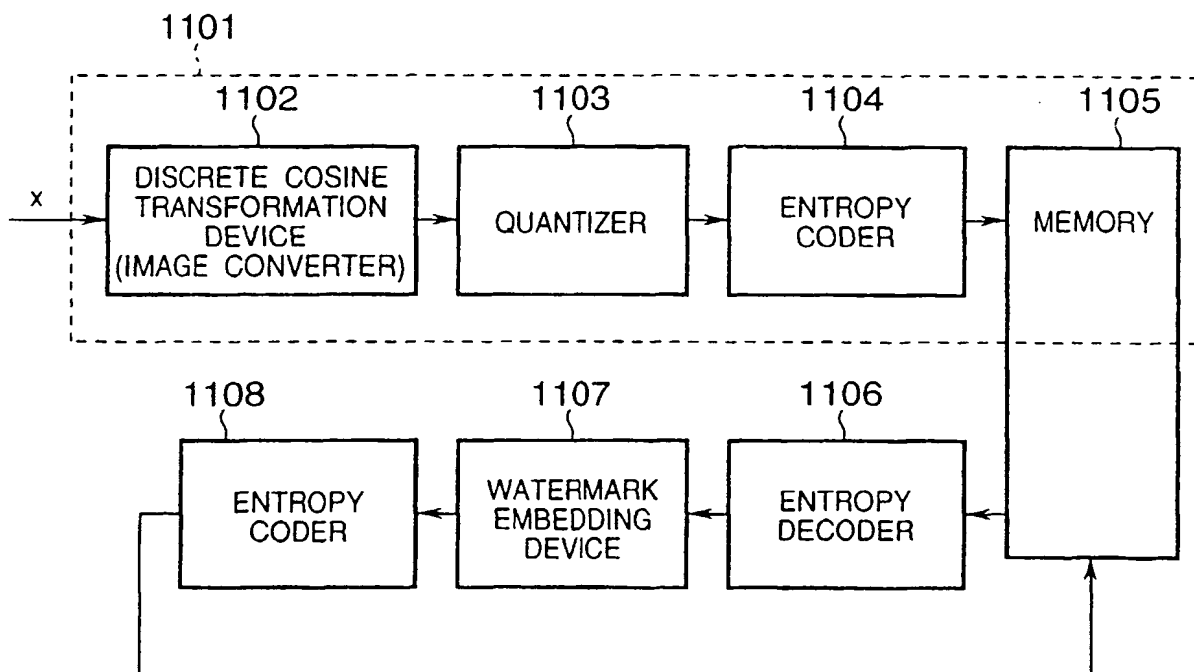 1101
1102
1103
1104
1105
x
DISCRETE COSINE
TRANSFORMATION
DEVICE
(IMAGE CONVERTER)
QUANTIZER
ENTROPY
CODER
MEMORY
1108
1107
1106
ENTROPY
CODER
WATERMARK
EMBEDDING
DEVICE
ENTROPY
DECODER